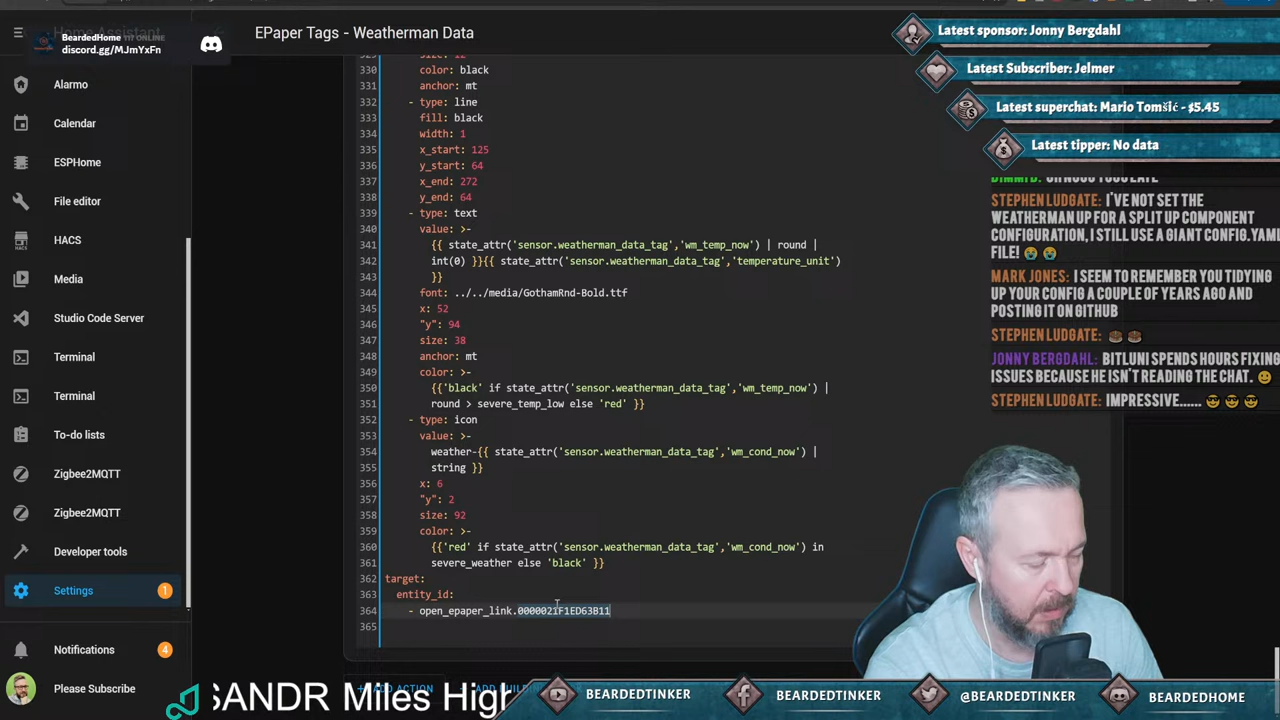 BeardedHome
discord.gg/MJmYxFn
EPaper Tags - Weatherman Data
Latest sponsor: Jonny Bergdahl
Latest Subscriber: Jelmer
Latest superchat: Mario Tomšić - $5.45
Latest tipper: No data
Alarmo
Calendar
ESPHome
File editor
HACS
Media
Studio Code Server
Terminal
Terminal
To-do lists
Zigbee2MQTT
Zigbee2MQTT
Developer tools
Settings 1
Notifications 4
Please Subscribe
330 color: black
331 anchor: mt
332 - type: line
333 fill: black
334 width: 1
335 x_start: 125
336 y_start: 64
337 x_end: 272
338 y_end: 64
339 - type: text
340 value: >-
341 {{ state_attr('sensor.weatherman_data_tag','wm_temp_now') | round |
342 int(0) }}{{ state_attr('sensor.weatherman_data_tag','temperature_unit')
343 }}
344 font: ../../media/GothamRnd-Bold.ttf
345 x: 52
346 "y": 94
347 size: 38
348 anchor: mt
349 color: >-
350 {{'black' if state_attr('sensor.weatherman_data_tag','wm_temp_now') |
351 round > severe_temp_low else 'red' }}
352 - type: icon
353 value: >-
354 weather-{{ state_attr('sensor.weatherman_data_tag','wm_cond_now') |
355 string }}
356 x: 6
357 "y": 2
358 size: 92
359 color: >-
360 {{'red' if state_attr('sensor.weatherman_data_tag','wm_cond_now') in
361 severe_weather else 'black' }}
362 target:
363 entity_id:
364 - open_epaper_link.0000021F1ED63B11
365
STEPHEN LUDGATE: I'VE NOT SET THE
WEATHERMAN UP FOR A SPLIT UP COMPONENT
CONFIGURATION, I STILL USE A GIANT CONFIG.YAML
FILE! 😭 😭
MARK JONES: I SEEM TO REMEMBER YOU TIDYING
UP YOUR CONFIG A COUPLE OF YEARS AGO AND
POSTING IT ON GITHUB
STEPHEN LUDGATE:
JONNY BERGDAHL: BITLUNI SPENDS HOURS FIXING
ISSUES BECAUSE HE ISN'T READING THE CHAT.
STEPHEN LUDGATE: IMPRESSIVE...... 😎 😎 😎
SANDR Miles High
BEARDEDTINKER
BEARDEDTINKER
@BEARDEDTINKER
BEARDEDHOME